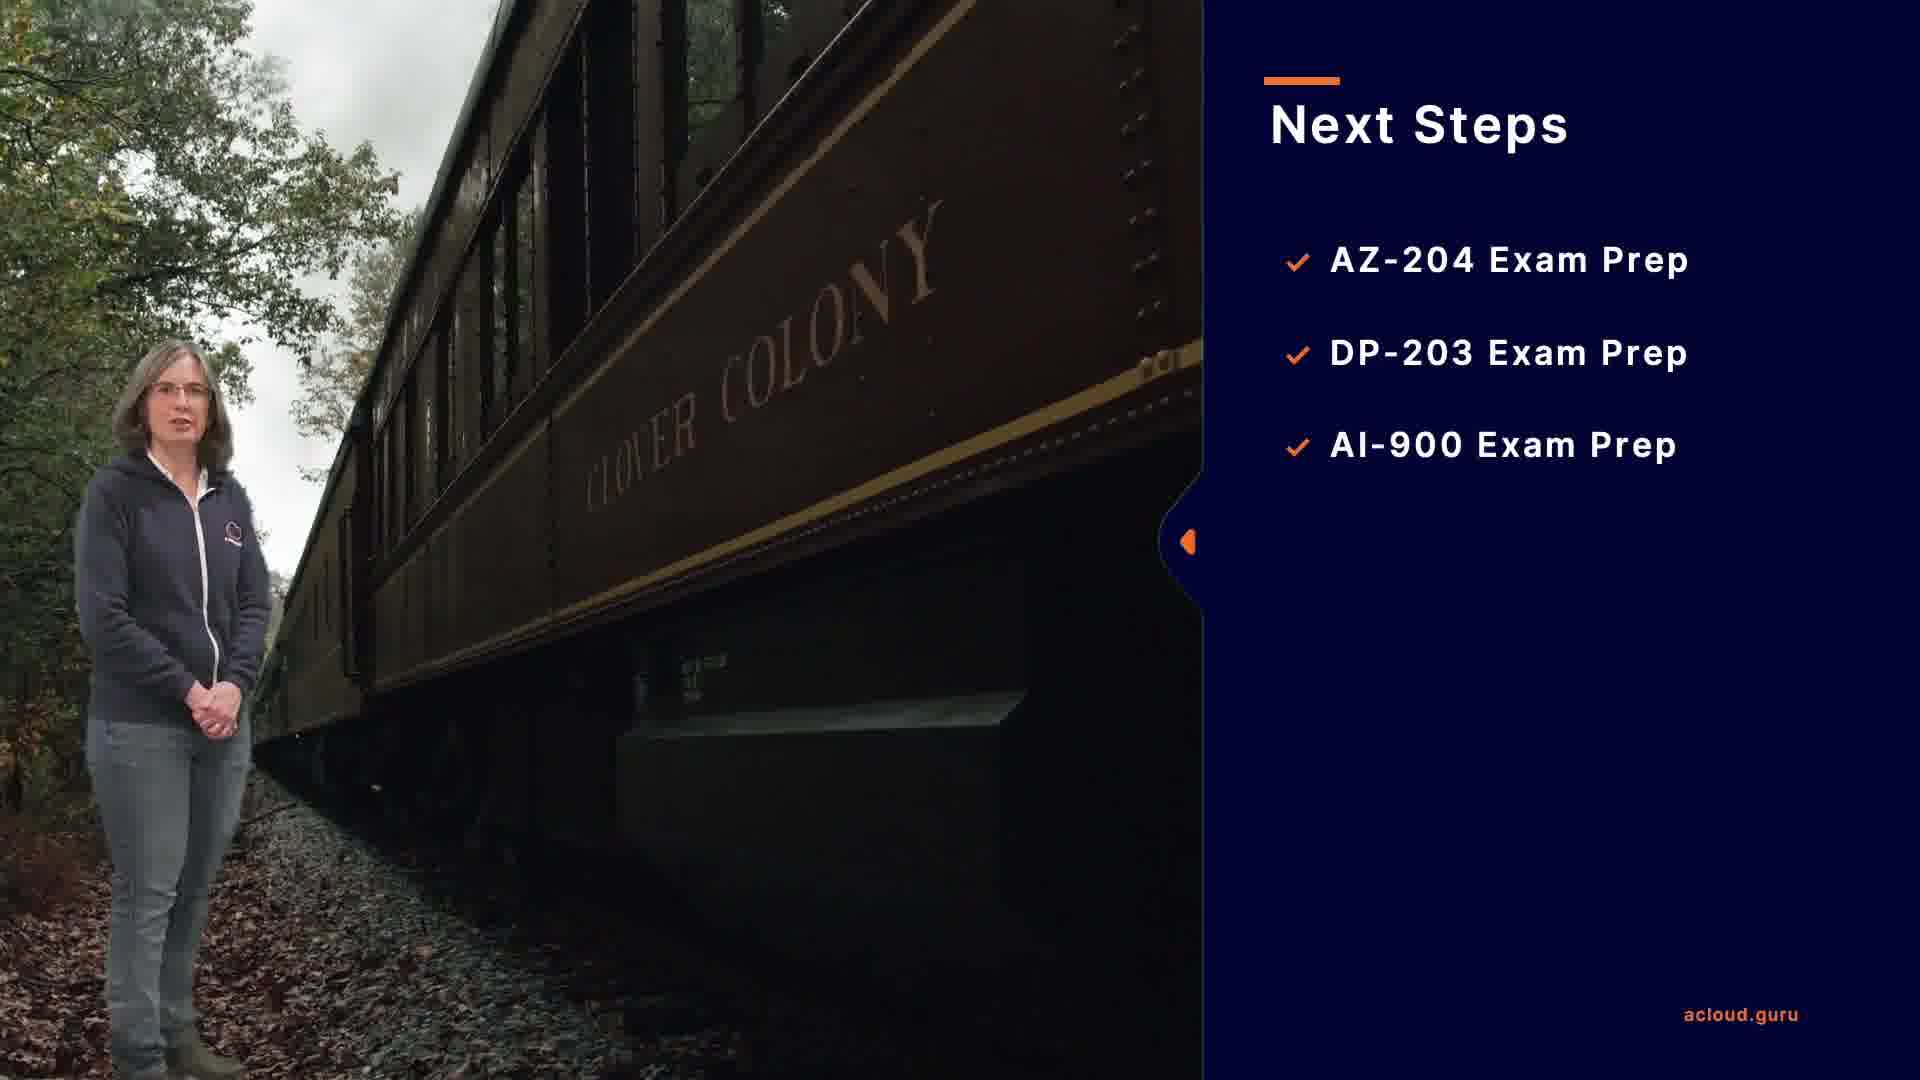 CLOVER COLONY
Next Steps
AZ-204 Exam Prep
DP-203 Exam Prep
AI-900 Exam Prep
acloud.guru